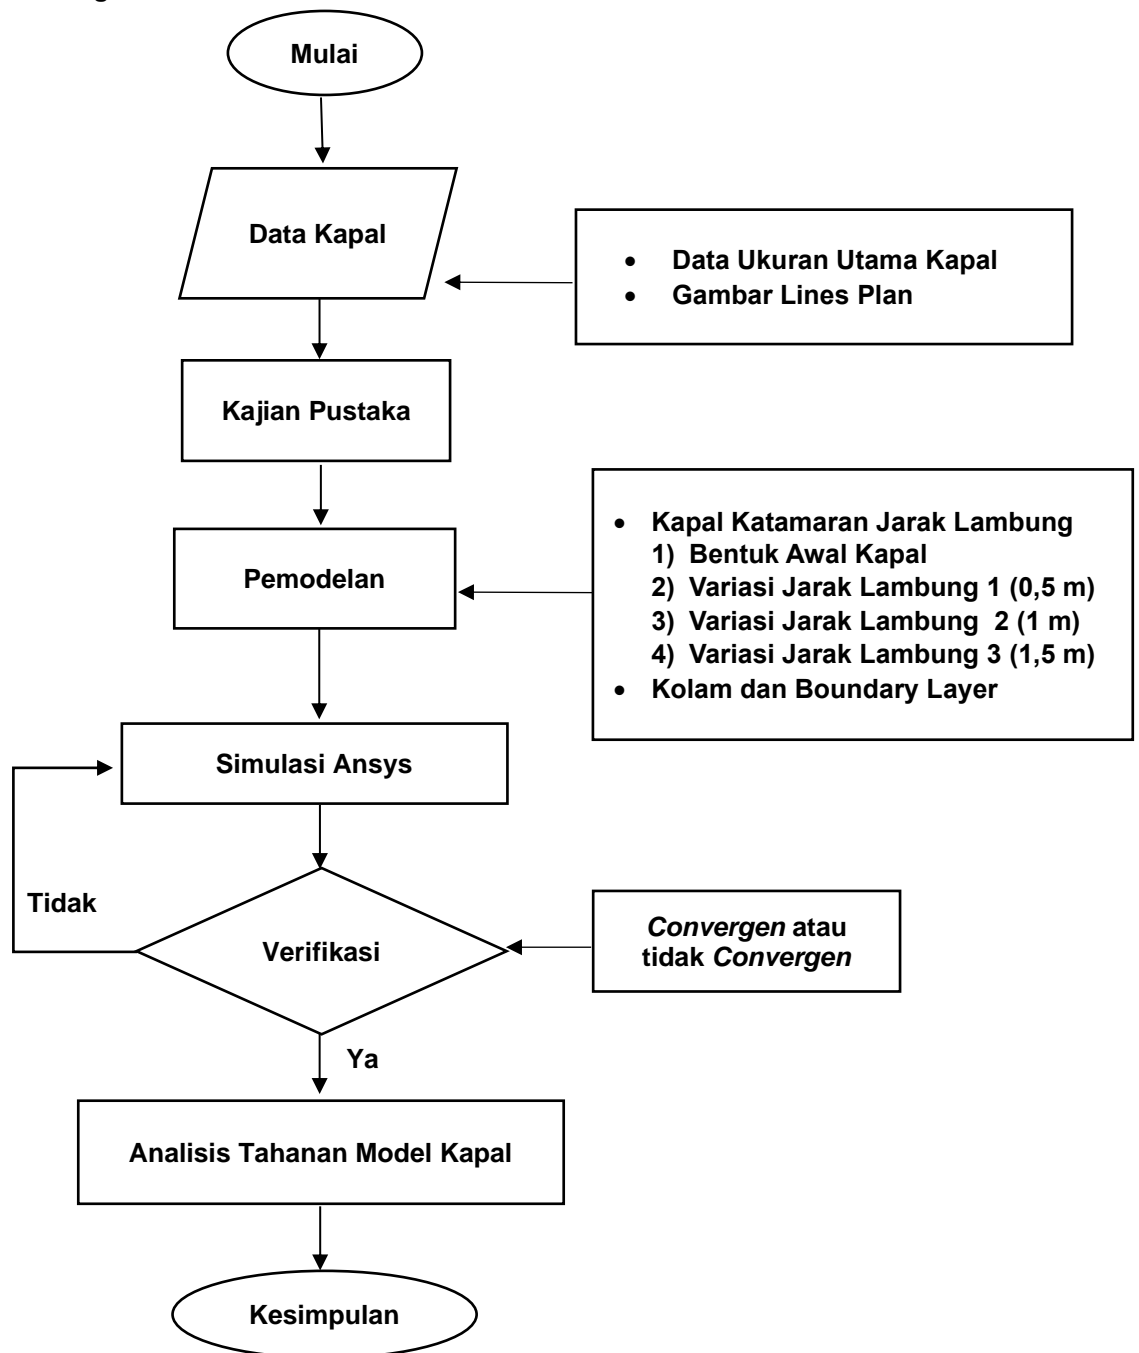 Mulai
Data Kapal
• Data Ukuran Utama Kapal
• Gambar Lines Plan
Kajian Pustaka
Pemodelan
• Kapal Katamaran Jarak Lambung
1) Bentuk Awal Kapal
2) Variasi Jarak Lambung 1 (0,5 m)
3) Variasi Jarak Lambung 2 (1 m)
4) Variasi Jarak Lambung 3 (1,5 m)
• Kolam dan Boundary Layer
Simulasi Ansys
Tidak
Verifikasi
Convergen atau
tidak Convergen
Ya
Analisis Tahanan Model Kapal
Kesimpulan